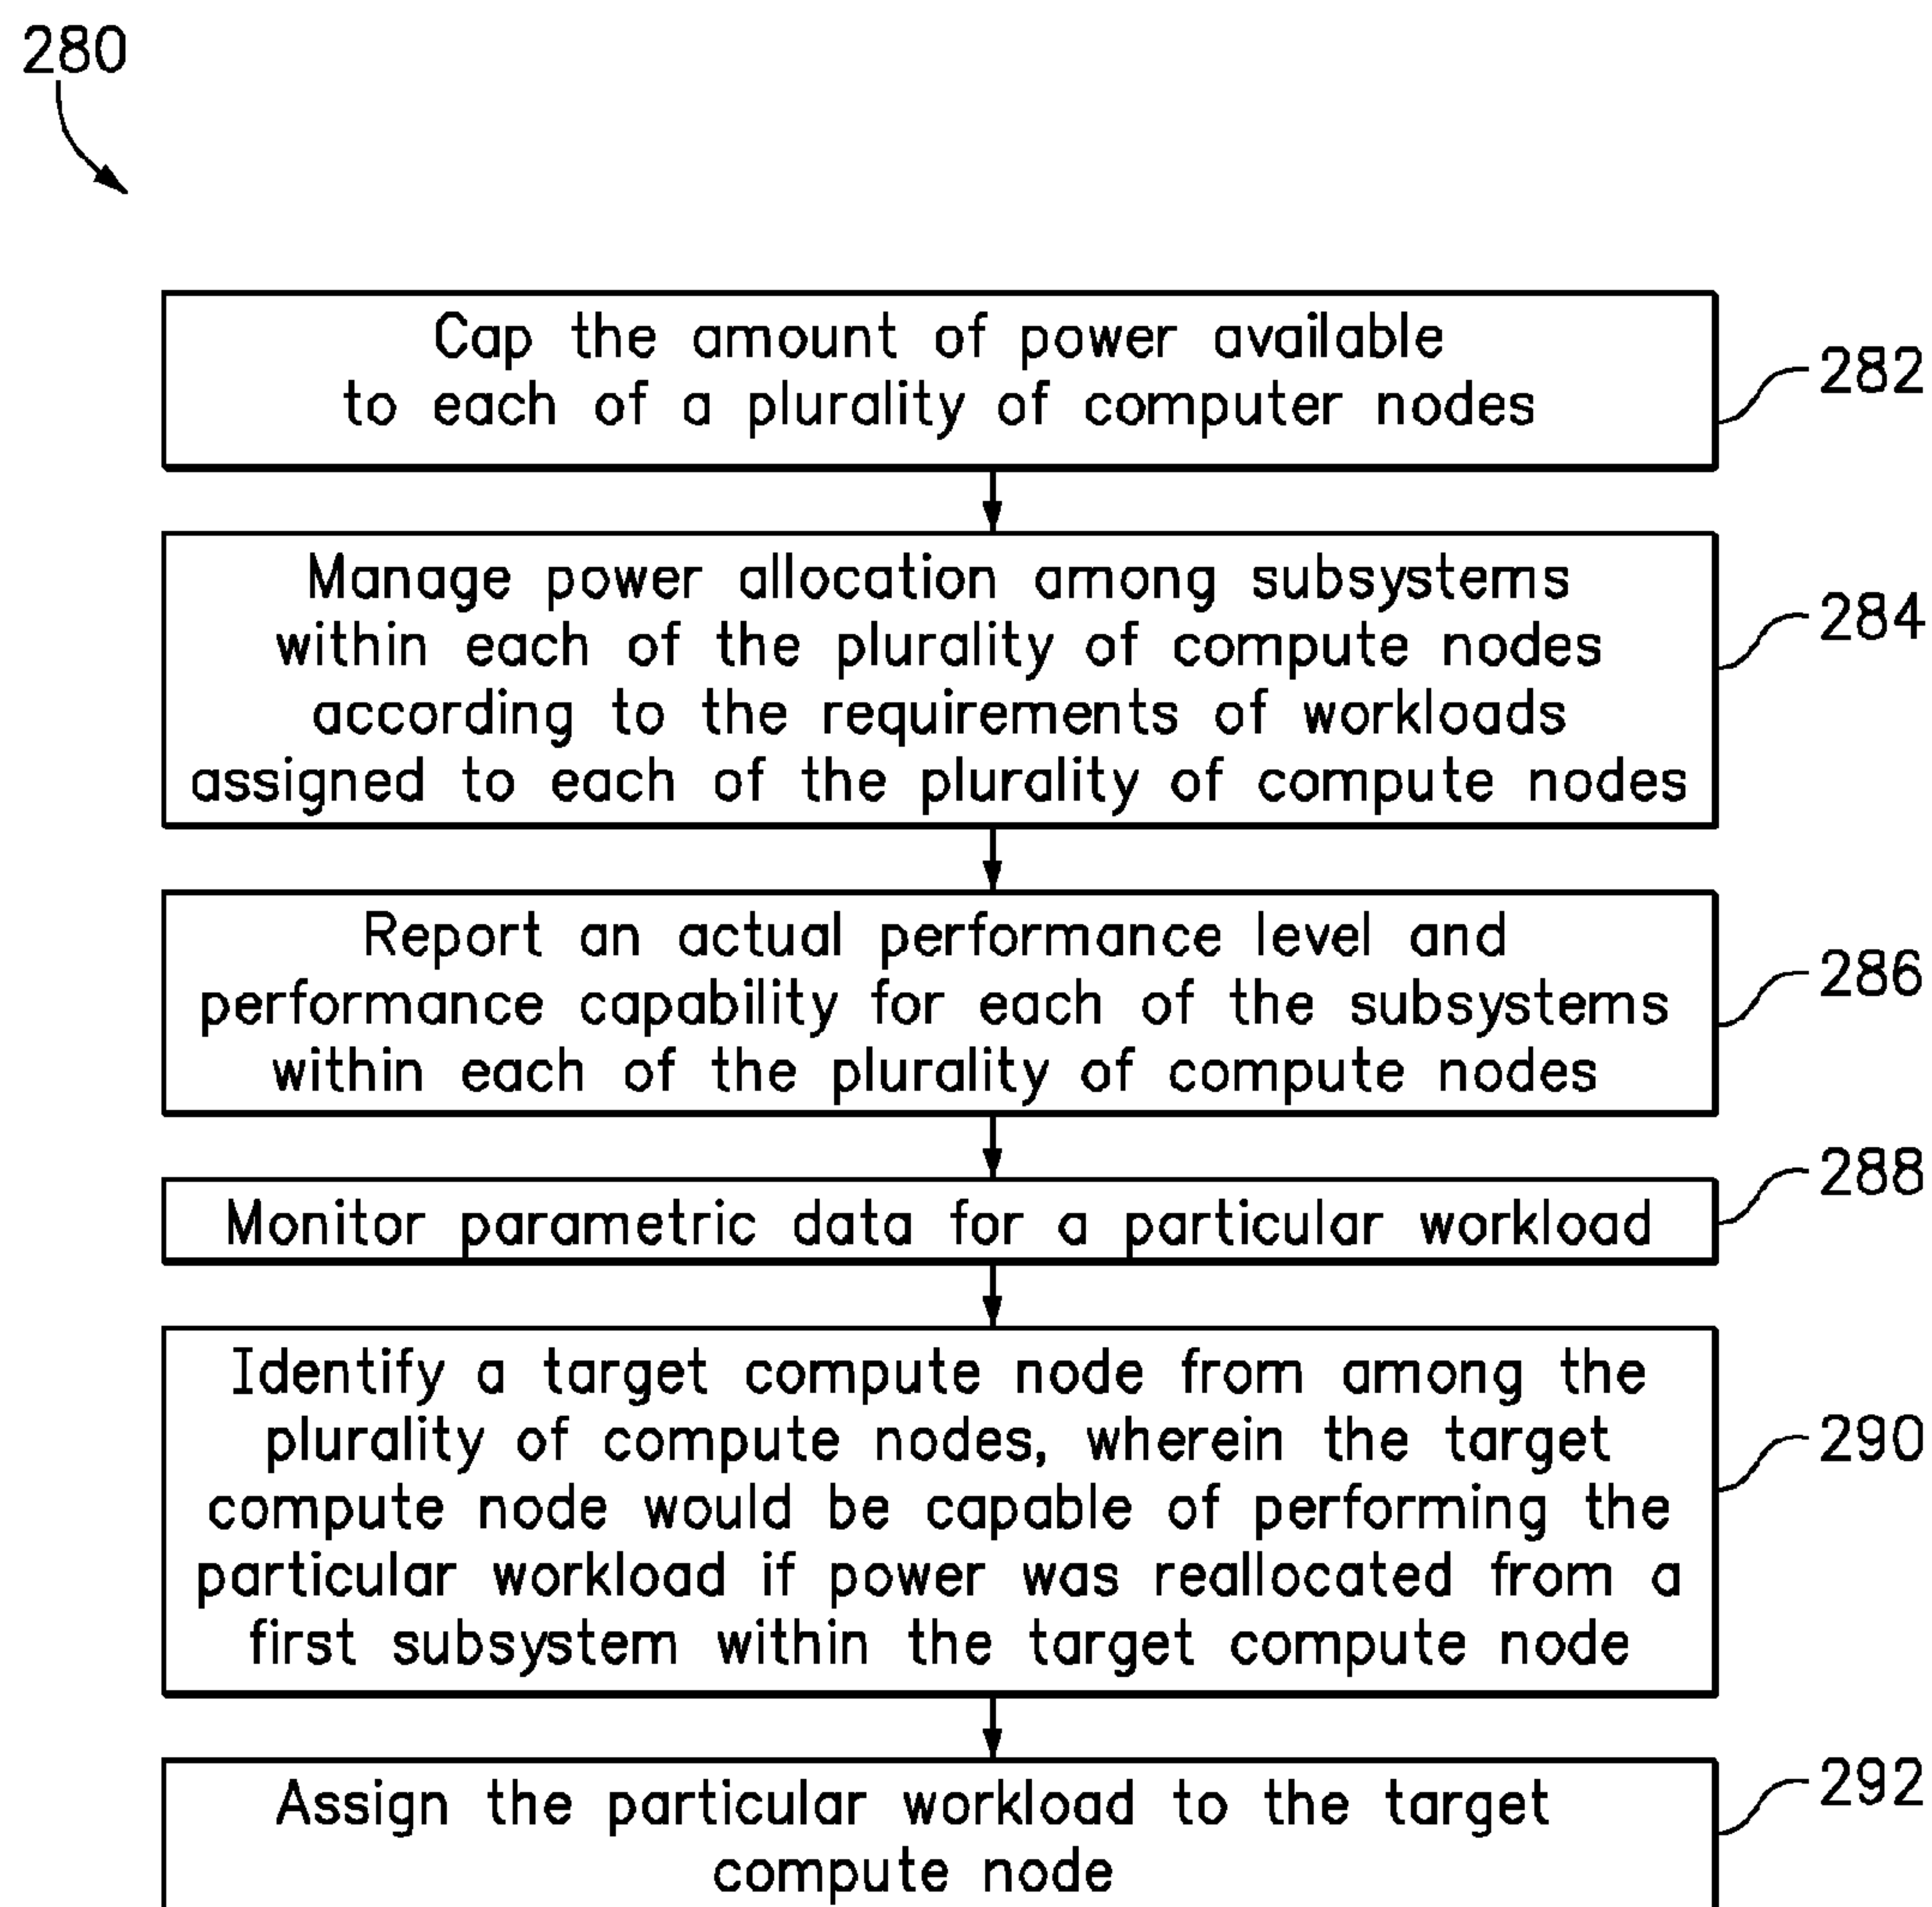 280
Cap the amount of power available
to each of a plurality of computer nodes
282
Manage power allocation among subsystems
within each of the plurality of compute nodes
according to the requirements of workloads
assigned to each of the plurality of compute nodes
284
Report an actual performance level and
performance capability for each of the subsystems
within each of the plurality of compute nodes
286
Monitor parametric data for a particular workload
288
Identify a target compute node from among the
plurality of compute nodes, wherein the target
compute node would be capable of performing the
particular workload if power was reallocated from a
first subsystem within the target compute node
290
Assign the particular workload to the target
compute node
292